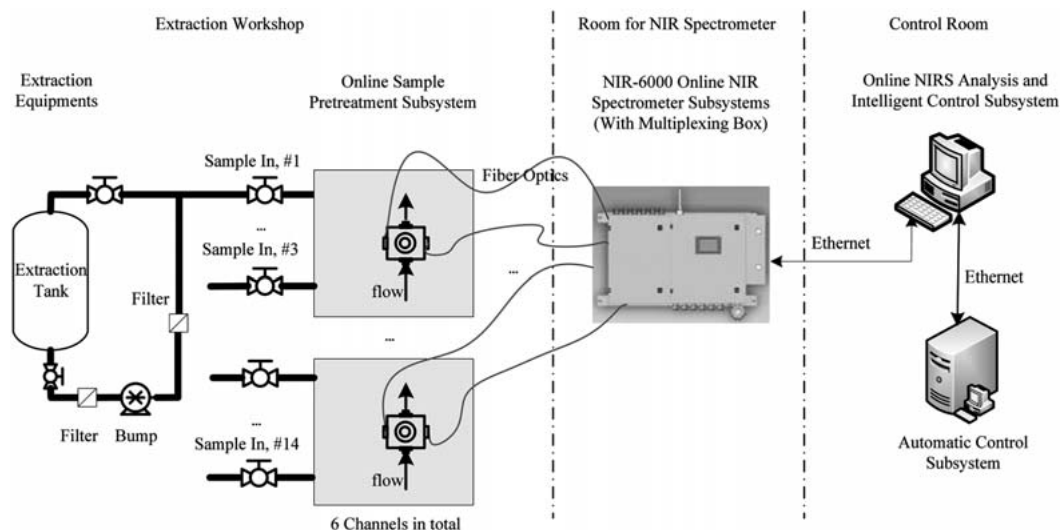 Extraction Workshop
Room for NIR Spectrometer
Control Room
Extraction
Equipments
Online Sample
Pretreatment Subsystem
NIR-6000 Online NIR
Spectrometer Subsystems
(With Multiplexing Box)
Online NIRS Analysis and
Intelligent Control Subsystem
Sample In, #1
Fiber Optics
...
Sample In, #3
Extraction
Tank
Filter
flow
...
Ethernet
Ethernet
...
Filter
Bump
...
Sample In, #14
flow
Automatic Control
Subsystem
6 Channels in total